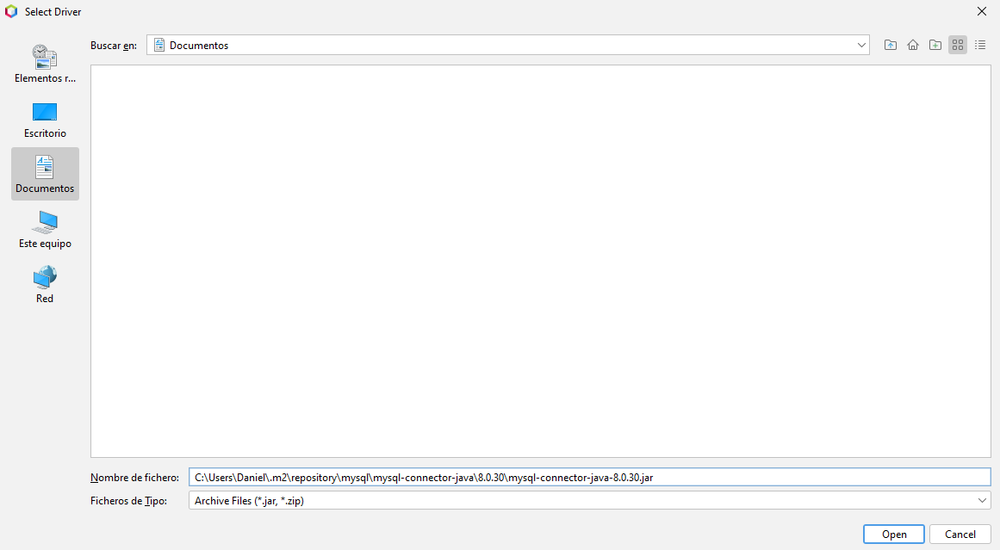 Select Driver
Buscar en:
Documentos
Elementos r...
Escritorio
Documentos
Este equipo
Red
Nombre de fichero:
C:\Users\Daniel\.m2\repository\mysql\mysql-connector-java\8.0.30\mysql-connector-java-8.0.30.jar
Ficheros de Tipo:
Archive Files (*.jar, *.zip)
Open
Cancel